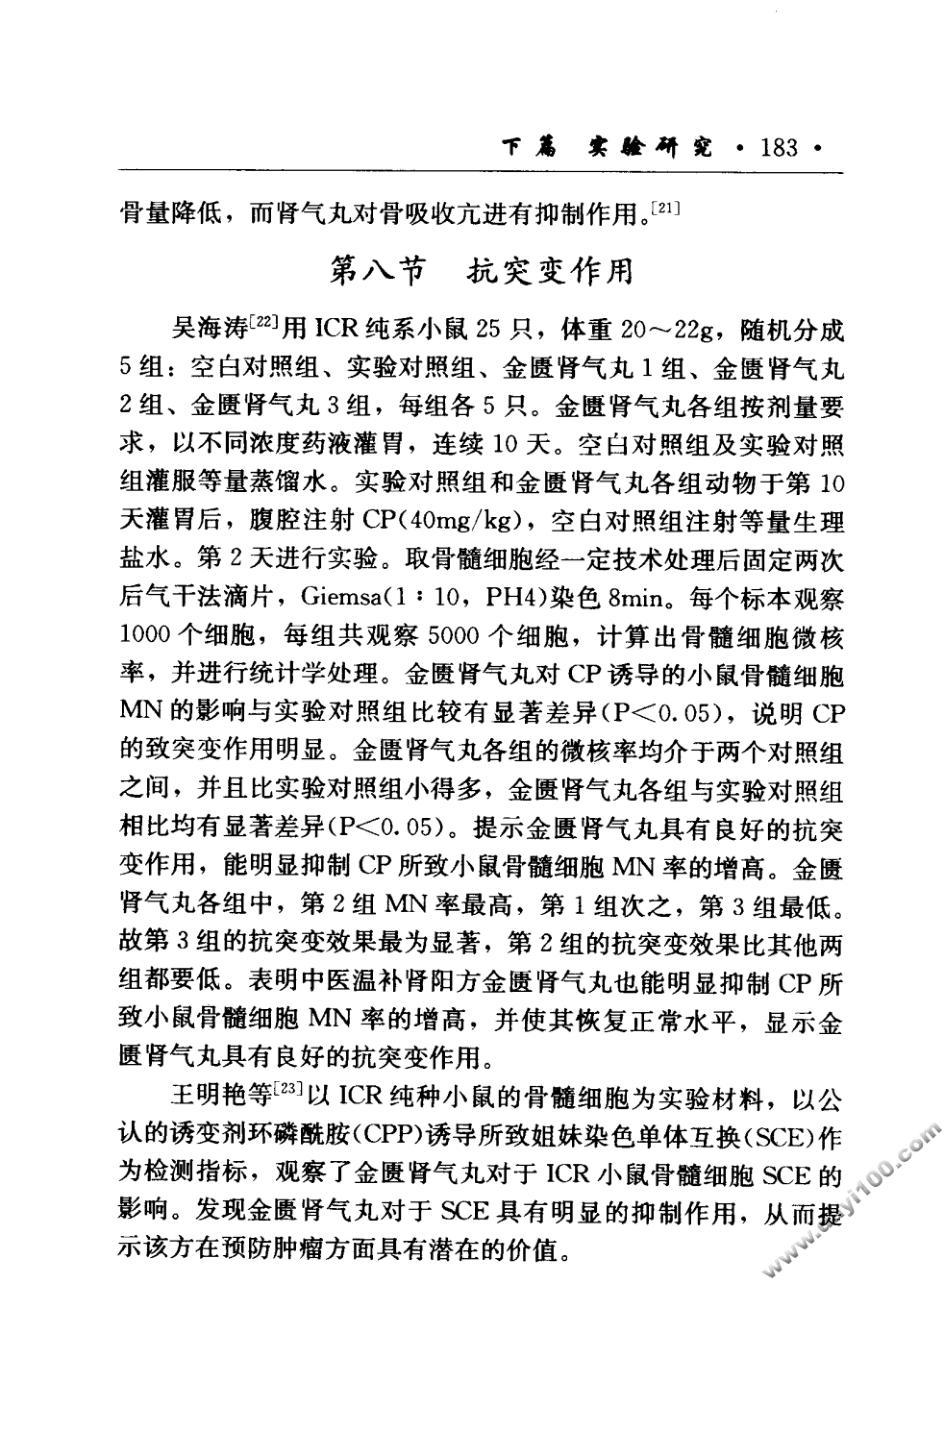 下篇 实验研究 · 183 ·
骨量降低，而肾气丸对骨吸收亢进有抑制作用。[21]
第八节 抗突变作用
吴海涛[22]用 ICR 纯系小鼠 25 只，体重 20～22g，随机分成
5 组：空白对照组、实验对照组、金匮肾气丸 1 组、金匮肾气丸
2 组、金匮肾气丸 3 组，每组各 5 只。金匮肾气丸各组按剂量要
求，以不同浓度药液灌胃，连续 10 天。空白对照组及实验对照
组灌服等量蒸馏水。实验对照组和金匮肾气丸各组动物于第 10
天灌胃后，腹腔注射 CP(40mg/kg)，空白对照组注射等量生理
盐水。第 2 天进行实验。取骨髓细胞经一定技术处理后固定两次
后气干法滴片，Giemsa(1：10，PH4)染色 8min。每个标本观察
1000 个细胞，每组共观察 5000 个细胞，计算出骨髓细胞微核
率，并进行统计学处理。金匮肾气丸对 CP 诱导的小鼠骨髓细胞
MN 的影响与实验对照组比较有显著差异(P＜0.05)，说明 CP
的致突变作用明显。金匮肾气丸各组的微核率均介于两个对照组
之间，并且比实验对照组小得多，金匮肾气丸各组与实验对照组
相比均有显著差异(P＜0.05)。提示金匮肾气丸具有良好的抗突
变作用，能明显抑制 CP 所致小鼠骨髓细胞 MN 率的增高。金匮
肾气丸各组中，第 2 组 MN 率最高，第 1 组次之，第 3 组最低。
故第 3 组的抗突变效果最为显著，第 2 组的抗突变效果比其他两
组都要低。表明中医温补肾阳方金匮肾气丸也能明显抑制 CP 所
致小鼠骨髓细胞 MN 率的增高，并使其恢复正常水平，显示金
匮肾气丸具有良好的抗突变作用。
王明艳等[23]以 ICR 纯种小鼠的骨髓细胞为实验材料，以公
认的诱变剂环磷酰胺(CPP)诱导所致姐妹染色单体互换(SCE)作
为检测指标，观察了金匮肾气丸对于 ICR 小鼠骨髓细胞 SCE 的
影响。发现金匮肾气丸对于 SCE 具有明显的抑制作用，从而提
示该方在预防肿瘤方面具有潜在的价值。